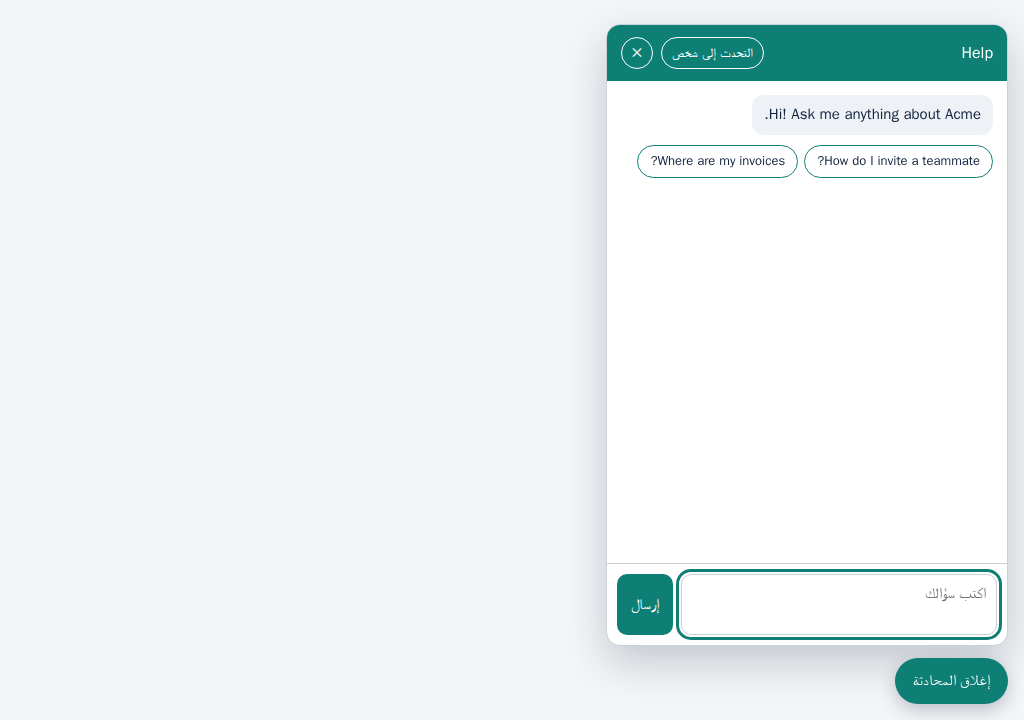 Help
التحدث إلى شخص
×
.Hi! Ask me anything about Acme
?How do I invite a teammate
?Where are my invoices
اكتب سؤالك
إرسال
إغلاق المحادثة